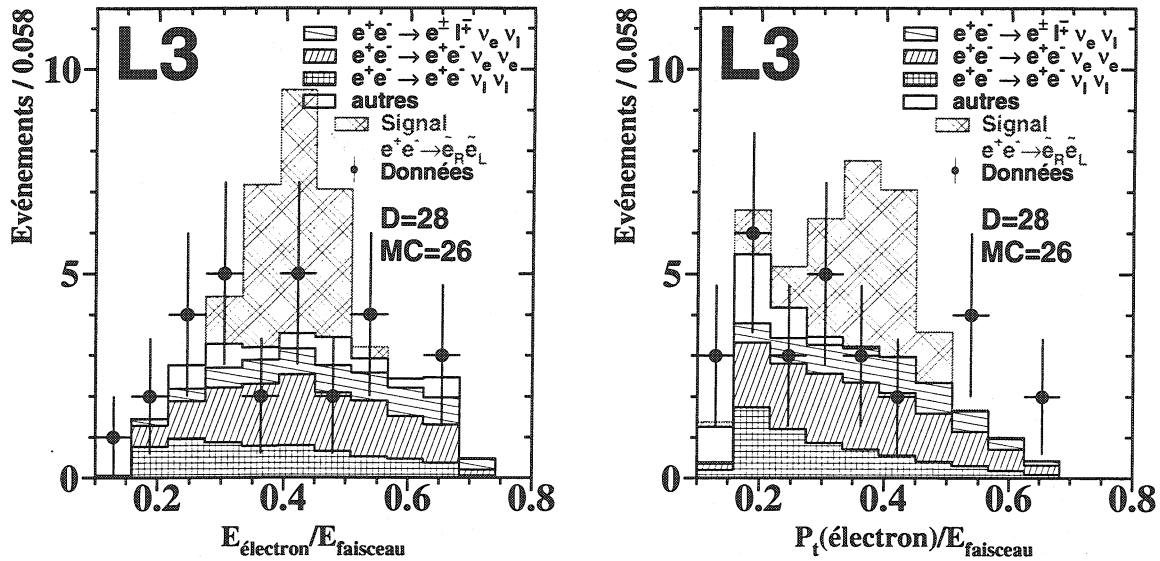 L3
e⁺e⁻ → e^± l^∓ ν_e ν_l
e⁺e⁻ → e⁺e⁻ ν_e ν_e
e⁺e⁻ → e⁺e⁻ ν_l ν_l
autres
Signal
e⁺e⁻ → ẽ_R ẽ_L
Données
D=28
MC=26
Evénements / 0.058
10
5
0
0.2 0.4 0.6 0.8
E_électron/E_faisceau
L3
e⁺e⁻ → e^± l^∓ ν_e ν_l
e⁺e⁻ → e⁺e⁻ ν_e ν_e
e⁺e⁻ → e⁺e⁻ ν_l ν_l
autres
Signal
e⁺e⁻ → ẽ_R ẽ_L
Données
D=28
MC=26
Evénements / 0.058
10
5
0
0.2 0.4 0.6 0.8
P_t(électron)/E_faisceau